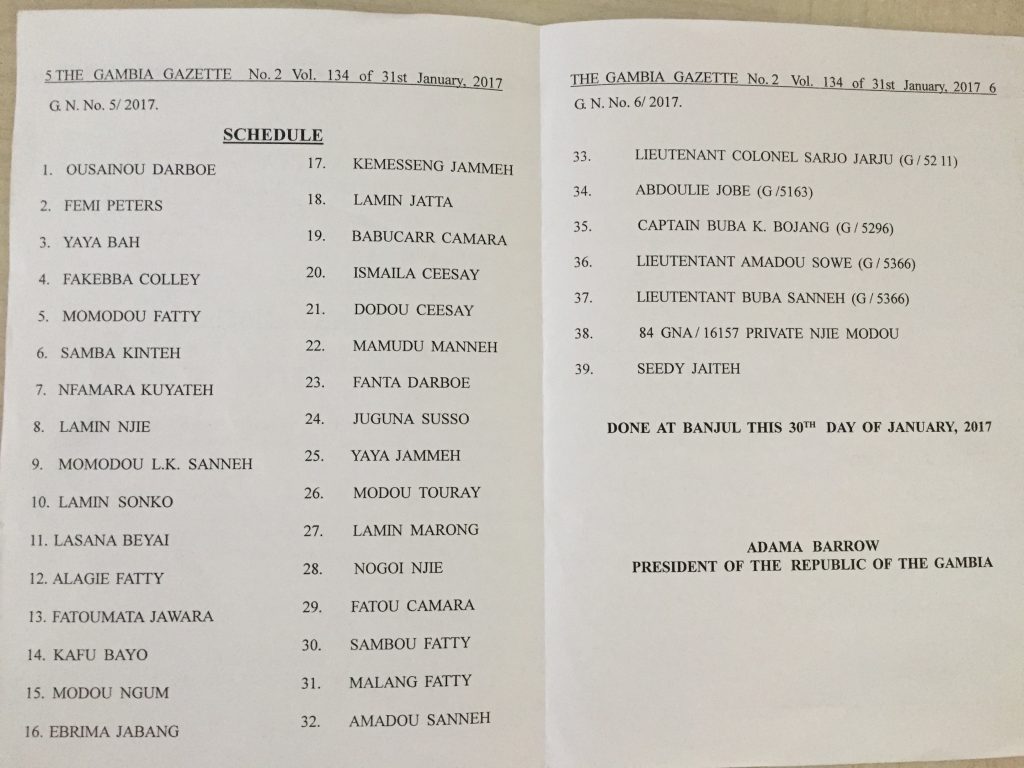 5 THE GAMBIA GAZETTE No. 2 Vol. 134 of 31st January, 2017
G. N. No. 5/ 2017.
SCHEDULE
1. OUSAINOU DARBOE
2. FEMI PETERS
3. YAYA BAH
4. FAKEBBA COLLEY
5. MOMODOU FATTY
6. SAMBA KINTEH
7. NFAMARA KUYATEH
8. LAMIN NJIE
9. MOMODOU L.K. SANNEH
10. LAMIN SONKO
11. LASANA BEYAI
12. ALAGIE FATTY
13. FATOUMATA JAWARA
14. KAFU BAYO
15. MODOU NGUM
16. EBRIMA JABANG
17. KEMESSENG JAMMEH
18. LAMIN JATTA
19. BABUCARR CAMARA
20. ISMAILA CEESAY
21. DODOU CEESAY
22. MAMUDU MANNEH
23. FANTA DARBOE
24. JUGUNA SUSSO
25. YAYA JAMMEH
26. MODOU TOURAY
27. LAMIN MARONG
28. NOGOI NJIE
29. FATOU CAMARA
30. SAMBOU FATTY
31. MALANG FATTY
32. AMADOU SANNEH
THE GAMBIA GAZETTE No. 2 Vol. 134 of 31st January, 2017 6
G. N. No. 6/ 2017.
33. LIEUTENANT COLONEL SARJO JARJU (G / 52 11)
34. ABDOULIE JOBE (G /5163)
35. CAPTAIN BUBA K. BOJANG (G / 5296)
36. LIEUTENTANT AMADOU SOWE (G / 5366)
37. LIEUTENTANT BUBA SANNEH (G / 5366)
38. 84 GNA / 16157 PRIVATE NJIE MODOU
39. SEEDY JAITEH
DONE AT BANJUL THIS 30TH DAY OF JANUARY, 2017
ADAMA BARROW
PRESIDENT OF THE REPUBLIC OF THE GAMBIA